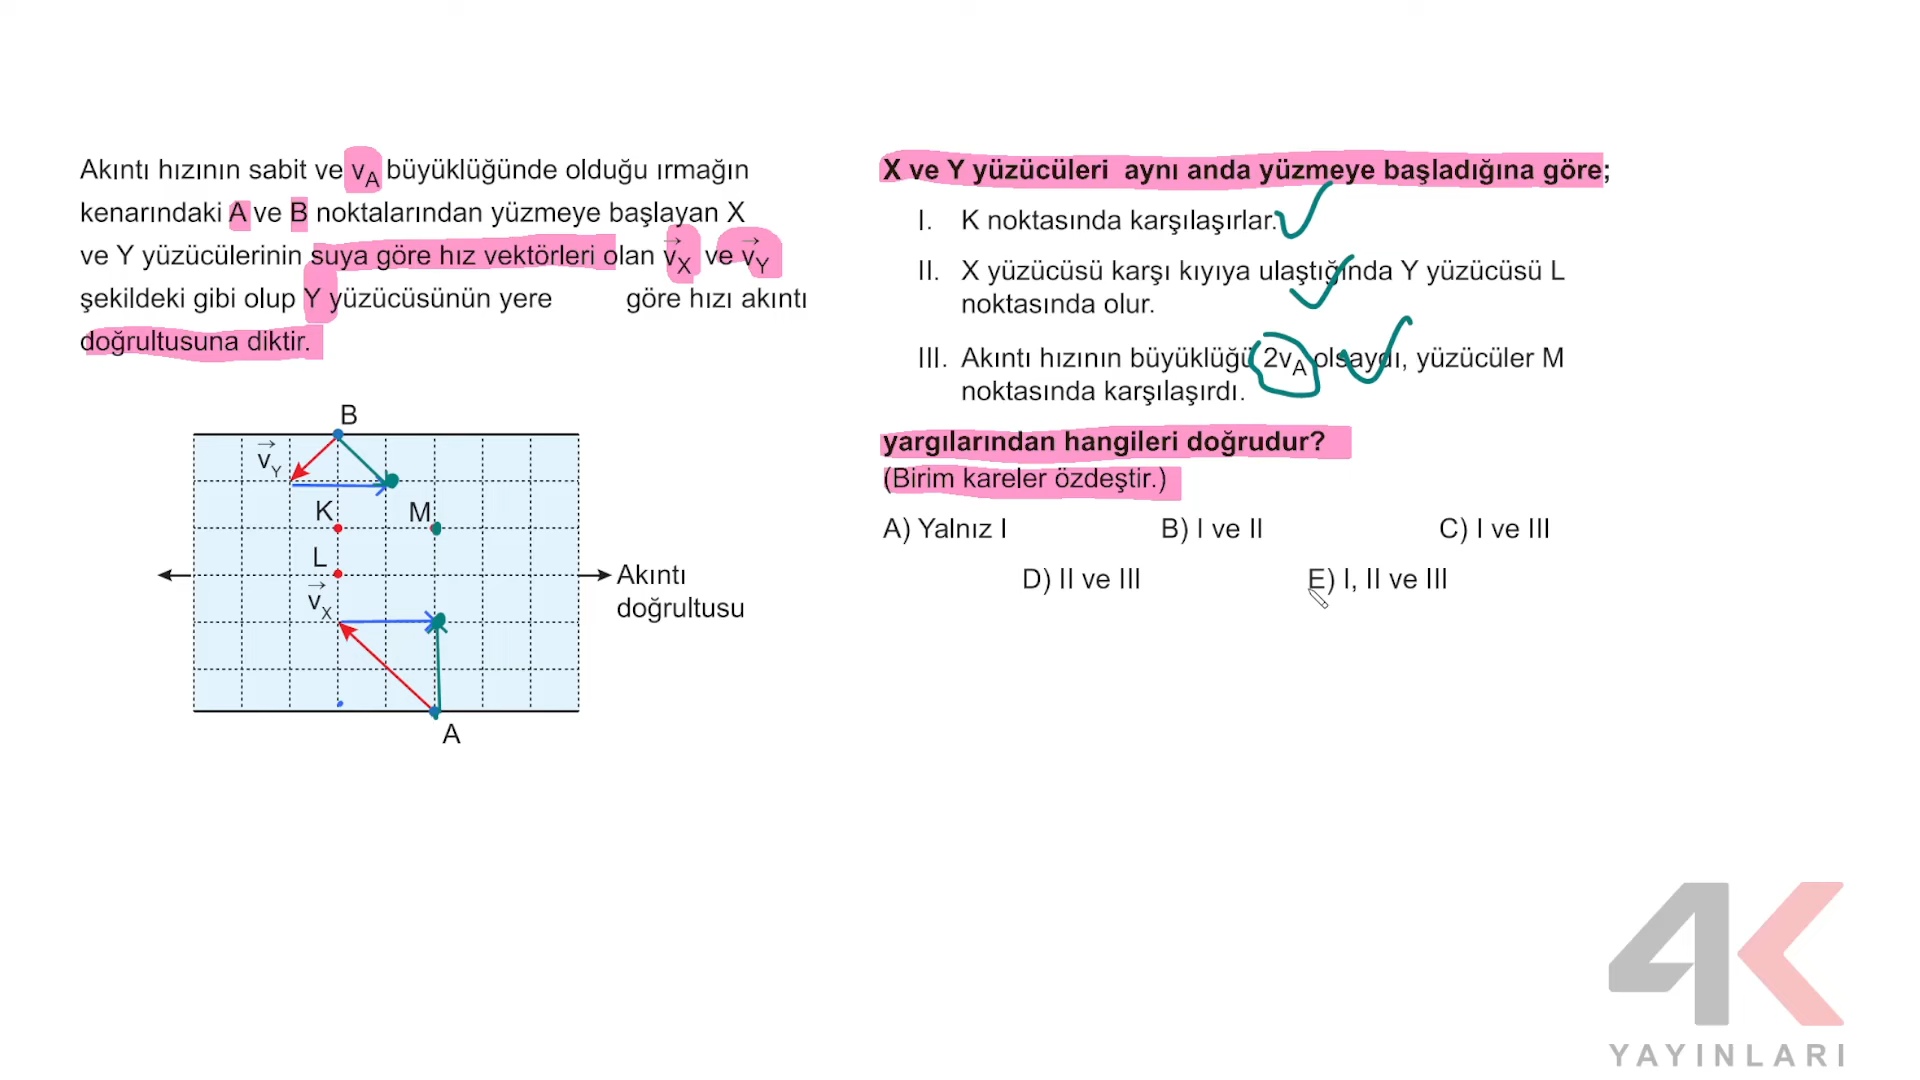 Akıntı hızının sabit ve vA büyüklüğünde olduğu ırmağın
kenarındaki A ve B noktalarından yüzmeye başlayan X
ve Y yüzücülerinin suya göre hız vektörleri olan v⃗X ve v⃗Y
şekildeki gibi olup Y yüzücüsünün yere göre hızı akıntı
doğrultusuna diktir.
B
v⃗Y
K
M
L
v⃗X
Akıntı
doğrultusu
A
X ve Y yüzücüleri aynı anda yüzmeye başladığına göre;
I. K noktasında karşılaşırlar.
II. X yüzücüsü karşı kıyıya ulaştığında Y yüzücüsü L
noktasında olur.
III. Akıntı hızının büyüklüğü 2vA olsaydı, yüzücüler M
noktasında karşılaşırdı.
yargılarından hangileri doğrudur?
(Birim kareler özdeştir.)
A) Yalnız I B) I ve II C) I ve III
D) II ve III E) I, II ve III
4K
YAYINLARI